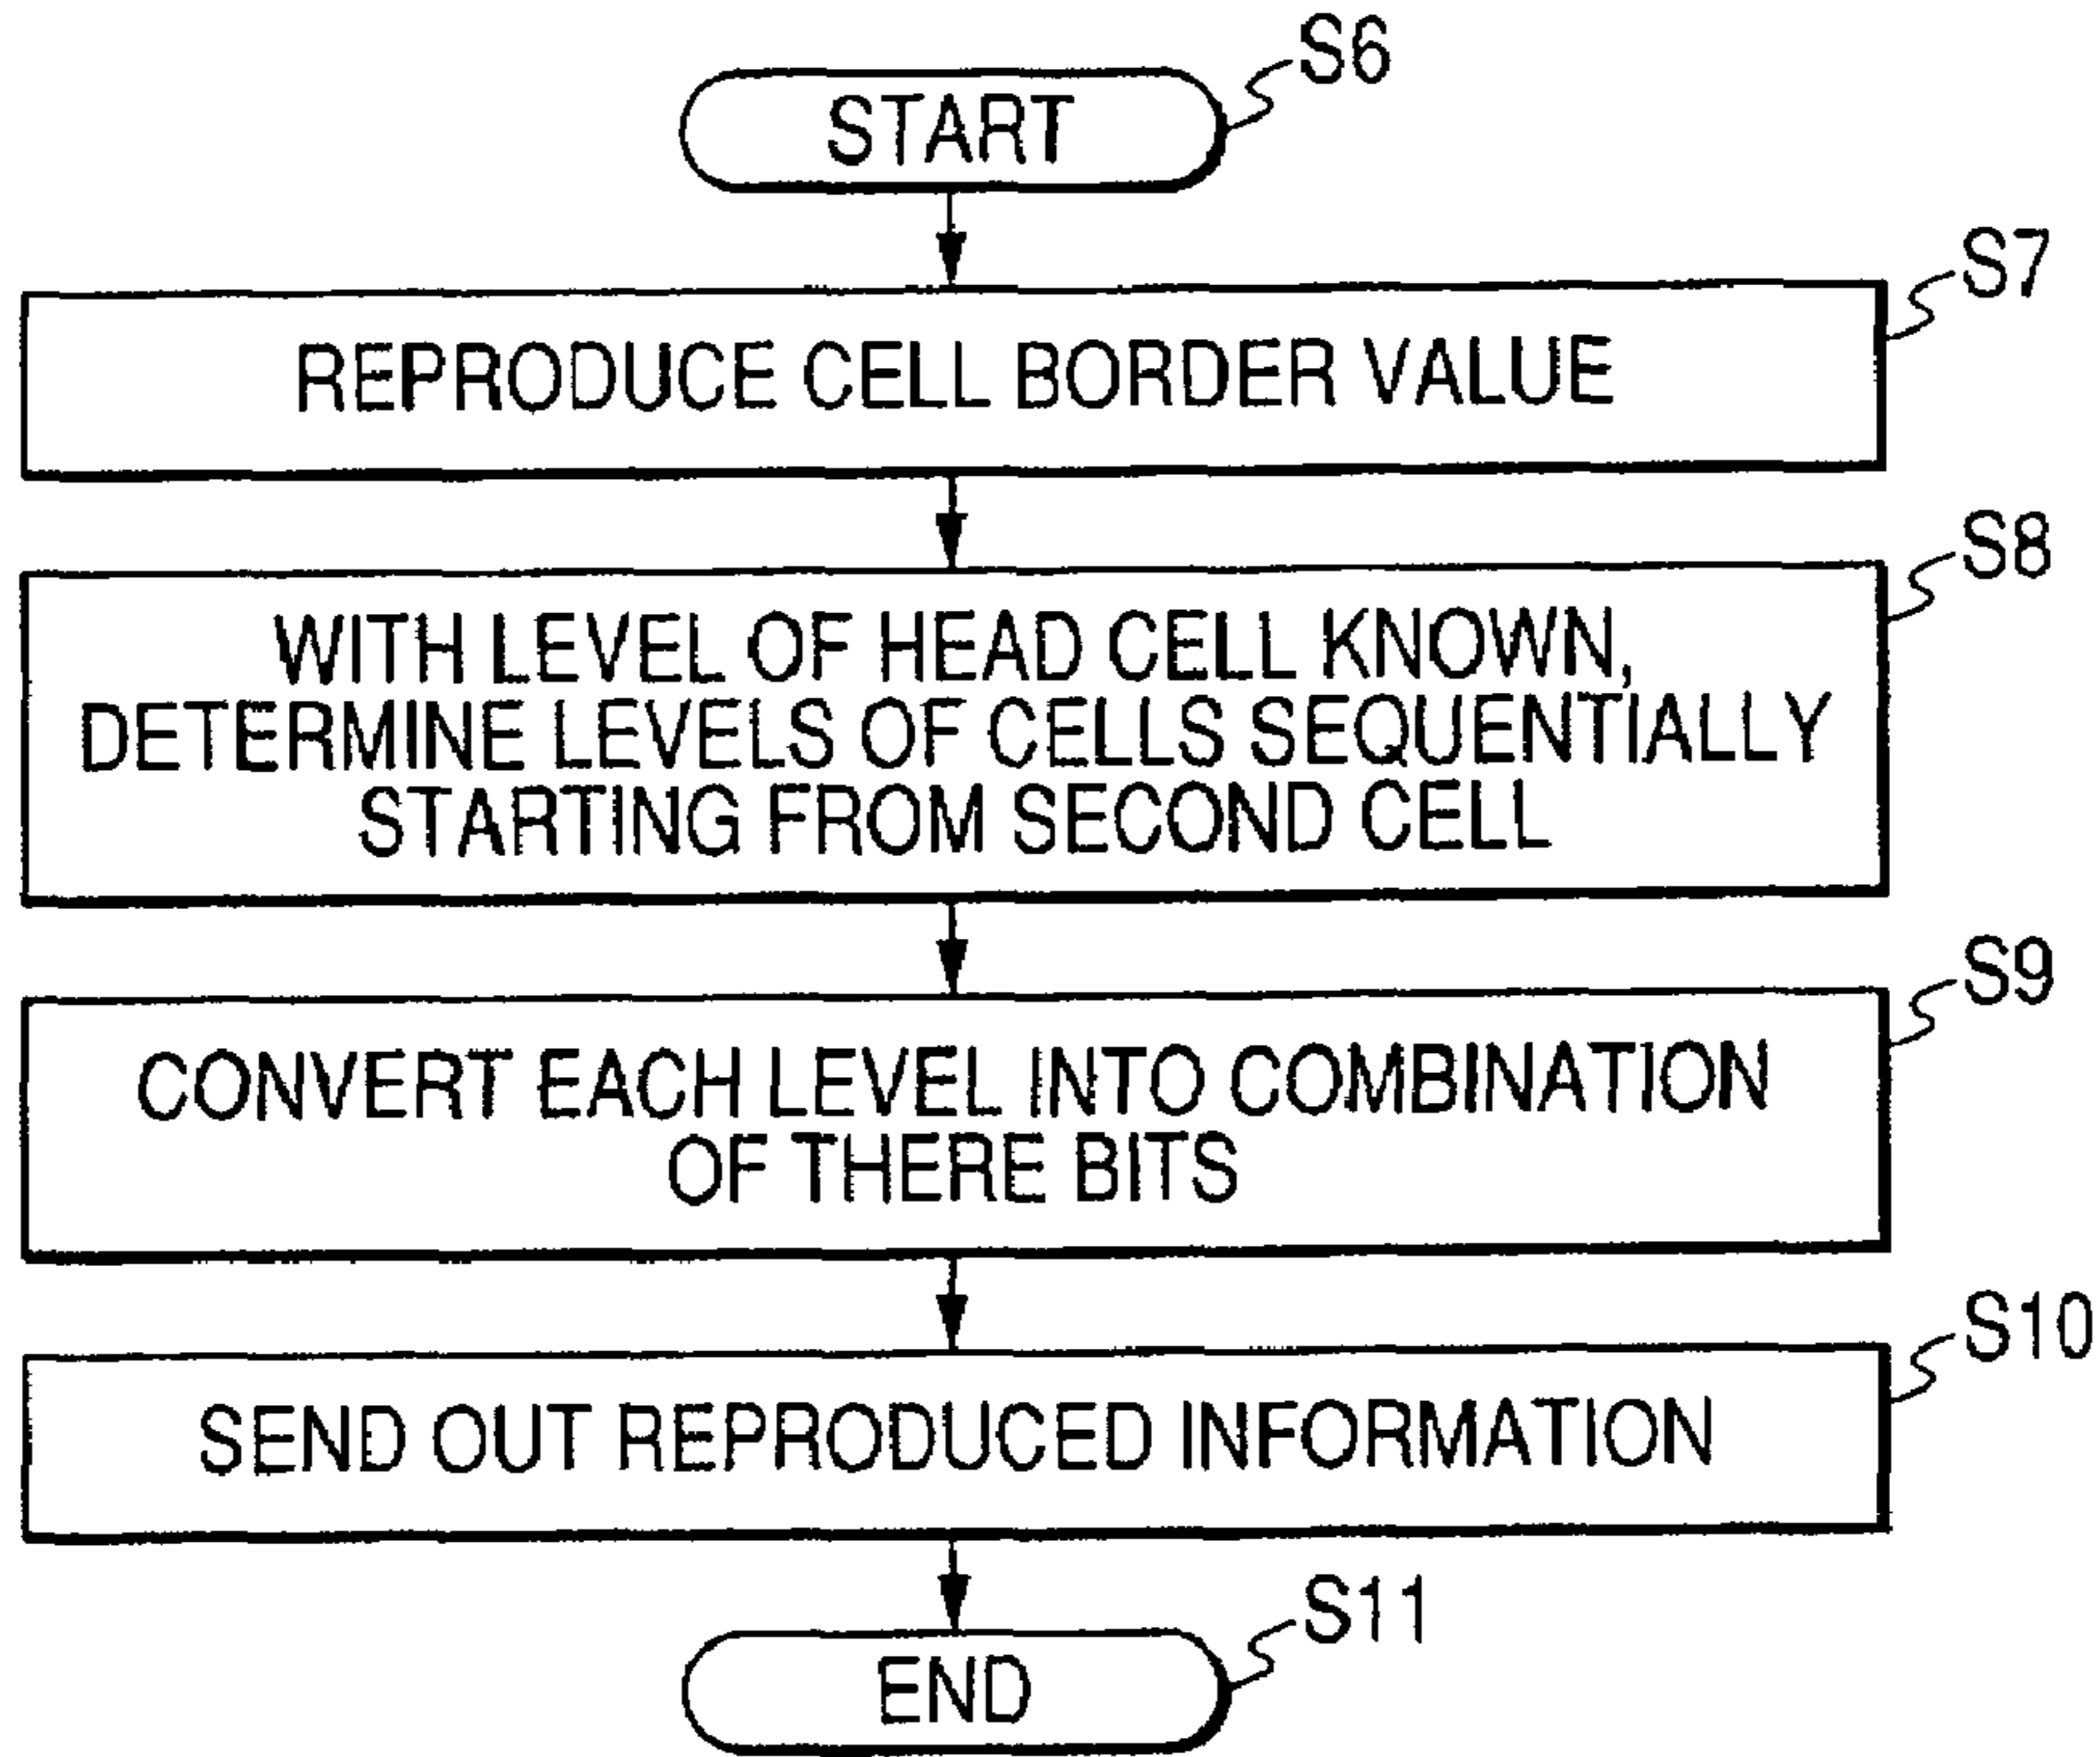 S6
START
S7
REPRODUCE CELL BORDER VALUE
S8
WITH LEVEL OF HEAD CELL KNOWN,
DETERMINE LEVELS OF CELLS SEQUENTIALLY
STARTING FROM SECOND CELL
S9
CONVERT EACH LEVEL INTO COMBINATION
OF THERE BITS
S10
SEND OUT REPRODUCED INFORMATION
S11
END